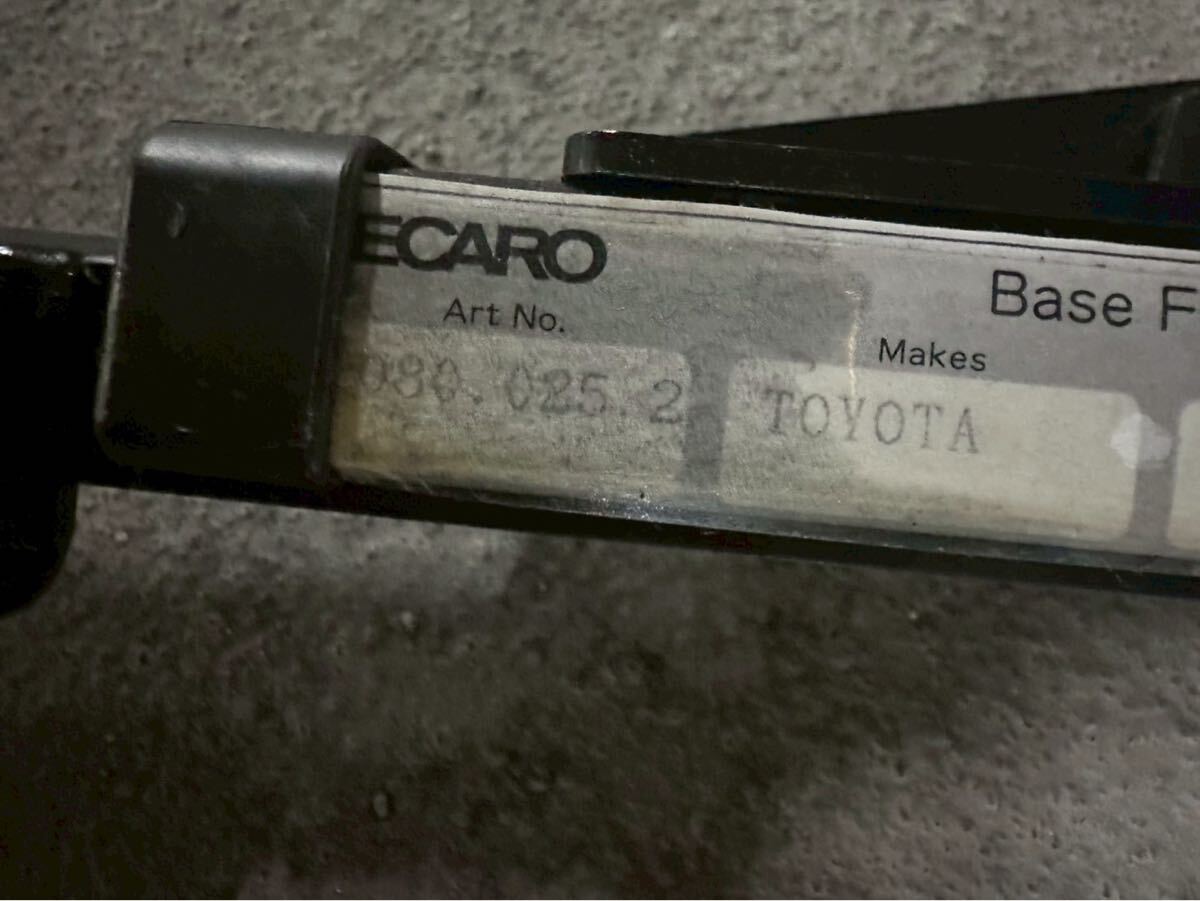 ECARO
Base F
Art No.
Makes
080.025.2
TOYOTA